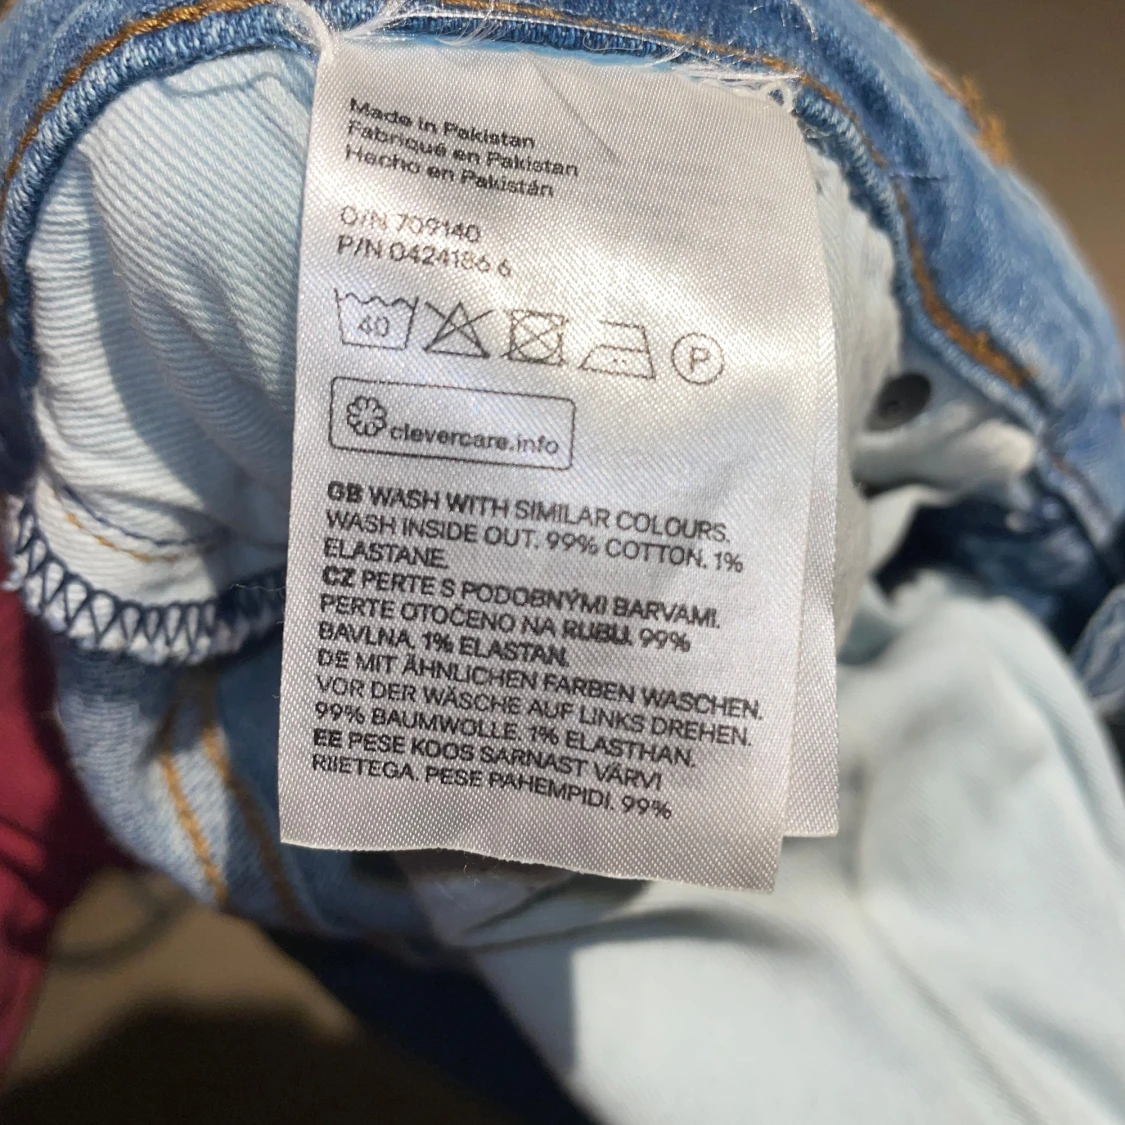 Made in Pakistan
Fabriqué en Pakistan
Hecho en Pakistán
O/N 709140
P/N 0424186 6
40
P
clevercare.info
GB WASH WITH SIMILAR COLOURS.
WASH INSIDE OUT. 99% COTTON. 1%
ELASTANE.
CZ PERTE S PODOBNÝMI BARVAMI.
PERTE OTOČENO NA RUBU. 99%
BAVLNA, 1% ELASTAN.
DE MIT ÄHNLICHEN FARBEN WASCHEN.
VOR DER WÄSCHE AUF LINKS DREHEN.
99% BAUMWOLLE, 1% ELASTHAN.
EE PESE KOOS SARNAST VÄRVI
RIIETEGA. PESE PAHEMPIDI. 99%